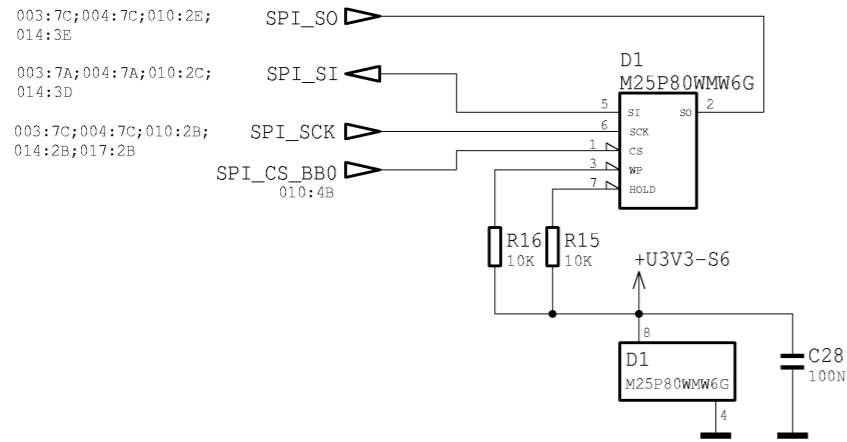 003:7C;004:7C;010:2E;
014:3E
SPI_SO
003:7A;004:7A;010:2C;
014:3D
SPI_SI
003:7C;004:7C;010:2B;
014:2B;017:2B
SPI_SCK
SPI_CS_BB0
010:4B
D1
M25P80WMW6G
5 SI SO 2
6 SCK
1 CS
3 WP
7 HOLD
R16
10K
R15
10K
+U3V3-S6
8
D1
M25P80WMW6G
4
C28
100N